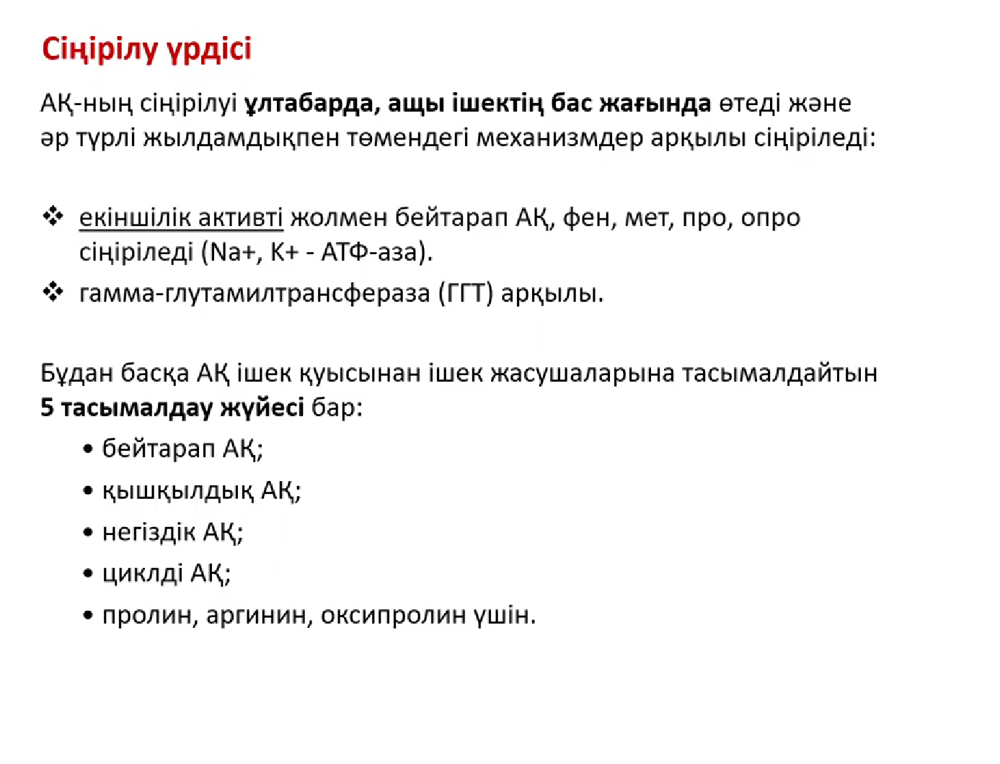 Сіңірілу үрдісі
АҚ-ның сіңірілуі ұлтабарда, ащы ішектің бас жағында өтеді және
әр түрлі жылдамдықпен төмендегі механизмдер арқылы сіңіріледі:
❖ екіншілік активті жолмен бейтарап АҚ, фен, мет, про, опро
сіңіріледі (Na+, K+ - АТФ-аза).
❖ гамма-глутамилтрансфераза (ГГТ) арқылы.
Бұдан басқа АҚ ішек қуысынан ішек жасушаларына тасымалдайтын
5 тасымалдау жүйесі бар:
• бейтарап АҚ;
• қышқылдық АҚ;
• негіздік АҚ;
• циклді АҚ;
• пролин, аргинин, оксипролин үшін.